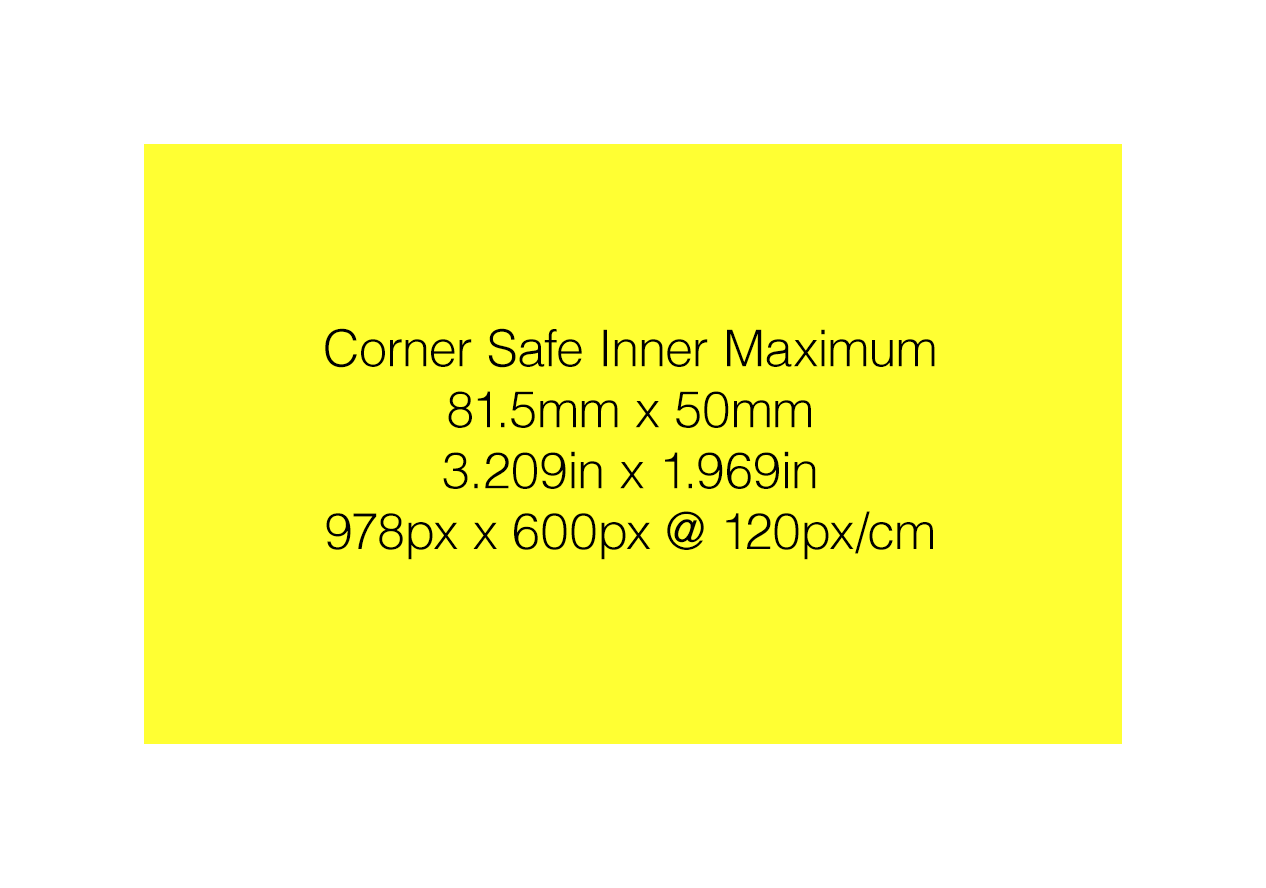 Corner Safe Inner Maximum
81.5mm x 50mm
3.209in x 1.969in
978px x 600px @ 120px/cm